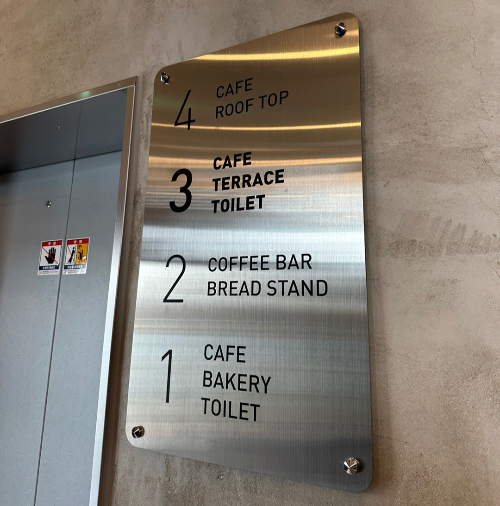 4 CAFE
ROOF TOP
3 CAFE
TERRACE
TOILET
2 COFFEE BAR
BREAD STAND
1 CAFE
BAKERY
TOILET